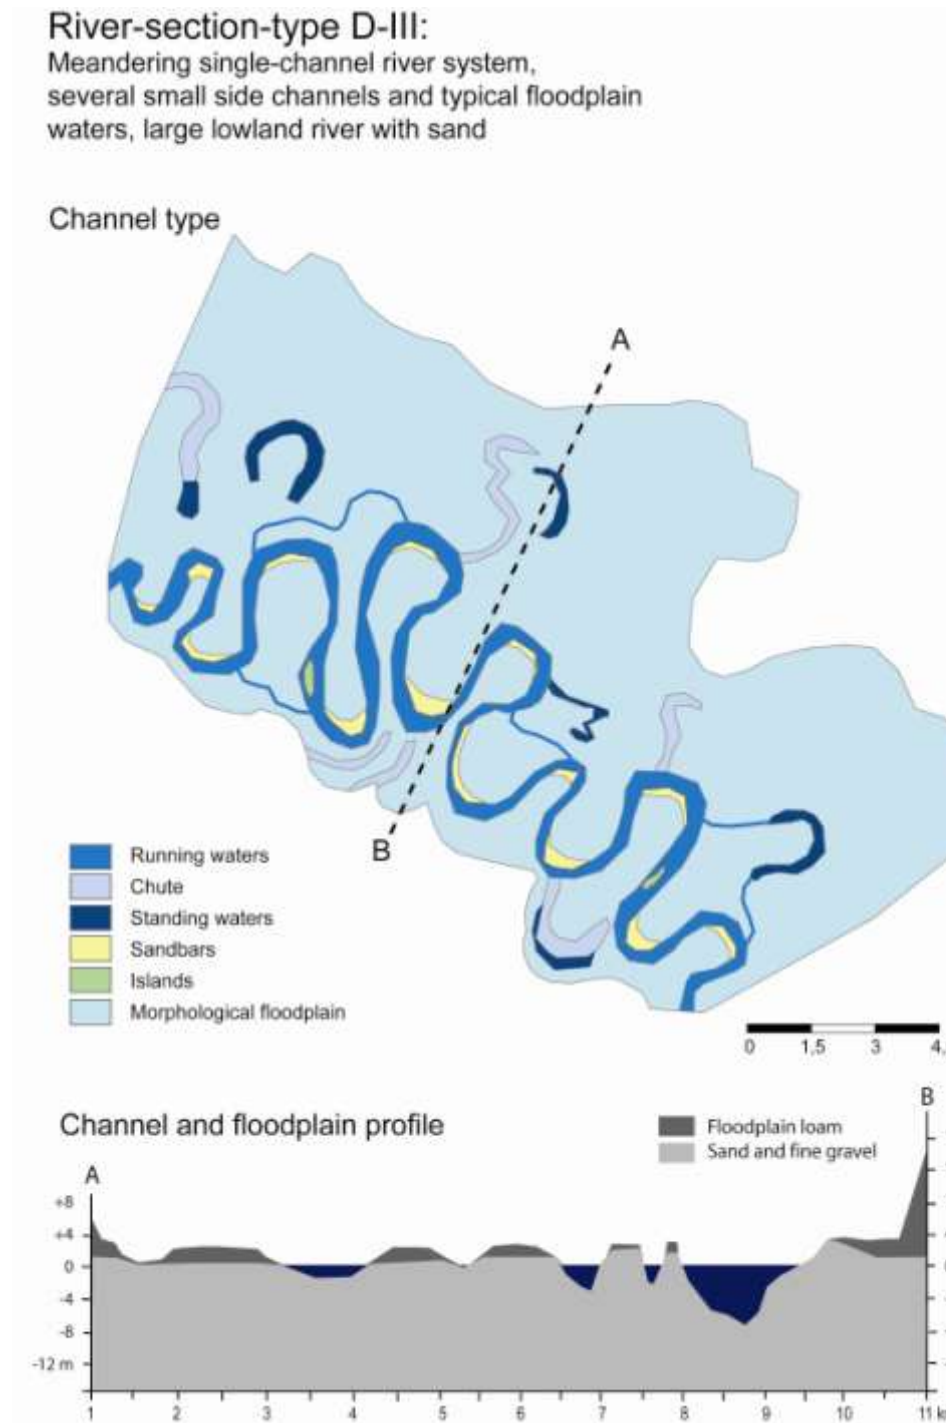 River-section-type D-III:
Meandering single-channel river system,
several small side channels and typical floodplain
waters, large lowland river with sand
Channel type
A
B
Running waters
Chute
Standing waters
Sandbars
Islands
Morphological floodplain
0 1,5 3 4,
Channel and floodplain profile
B
Floodplain loam
Sand and fine gravel
A
+8
+4
0
-4
-8
-12 m
1 2 3 4 5 6 7 8 9 10 11 k